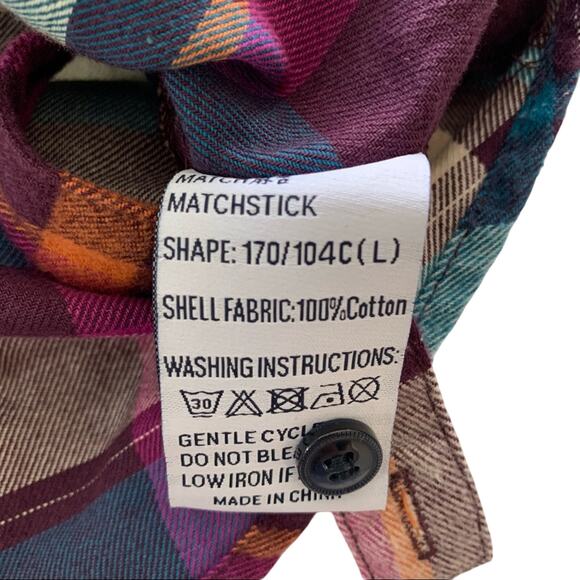 MATCHSTICK
SHAPE: 170/104C(L)
SHELL FABRIC:100%Cotton
WASHING INSTRUCTIONS:
30
GENTLE
DO NOT
LOW IRON IF
MADE IN